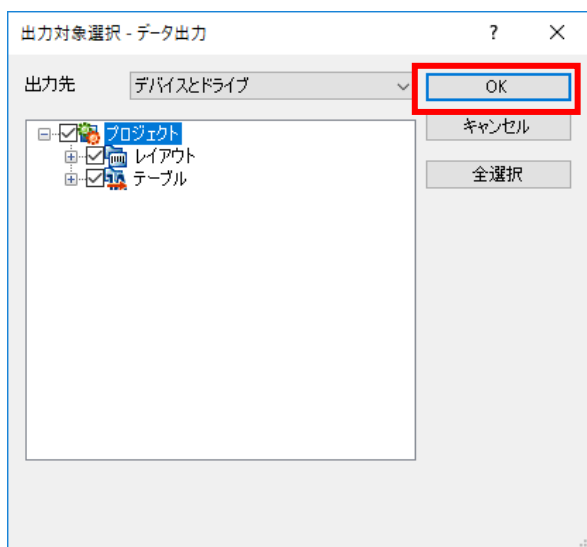 出力対象選択 - データ出力
出力先 デバイスとドライブ OK
プロジェクト キャンセル
レイアウト
テーブル 全選択